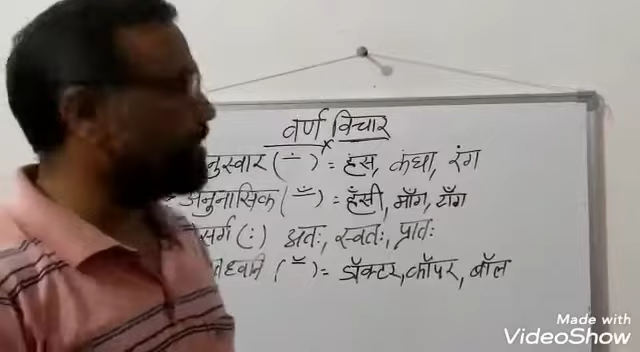 वर्ण विचार
नुस्वार (—ं) = हंस, कंघा, रंग
अनुनासिक (—ँ) = हँसी, माँग, टाँग
सर्ग (ः) अतः, स्वतः, प्रातः
ध्वनि (—ॅ) = डॉक्टर, कॉपर, बॉल
Made with
VideoShow